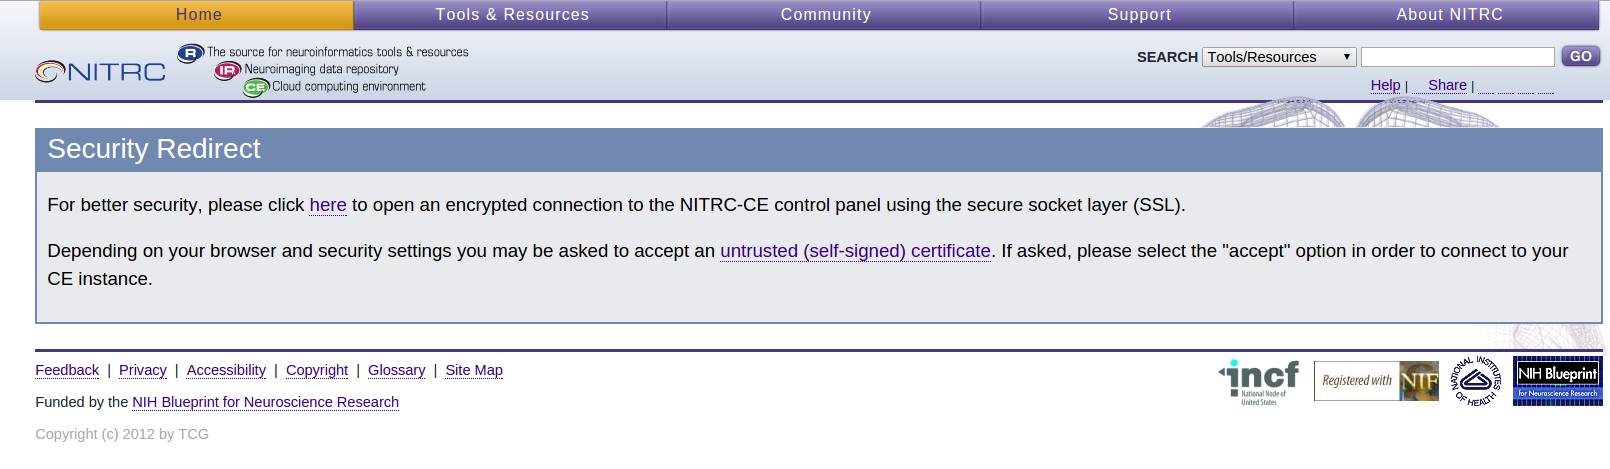 Home Tools & Resources Community Support About NITRC
R The source for neuroinformatics tools & resources
NITRC IR Neuroimaging data repository
CE Cloud computing environment
SEARCH Tools/Resources GO
Help | Share |
Security Redirect
For better security, please click here to open an encrypted connection to the NITRC-CE control panel using the secure socket layer (SSL).
Depending on your browser and security settings you may be asked to accept an untrusted (self-signed) certificate. If asked, please select the "accept" option in order to connect to your
CE instance.
Feedback | Privacy | Accessibility | Copyright | Glossary | Site Map
Funded by the NIH Blueprint for Neuroscience Research
Copyright (c) 2012 by TCG
incf
National Node of
United States
Registered with NIF
NATIONAL INSTITUTES
OF HEALTH
NIH Blueprint
for Neuroscience Research